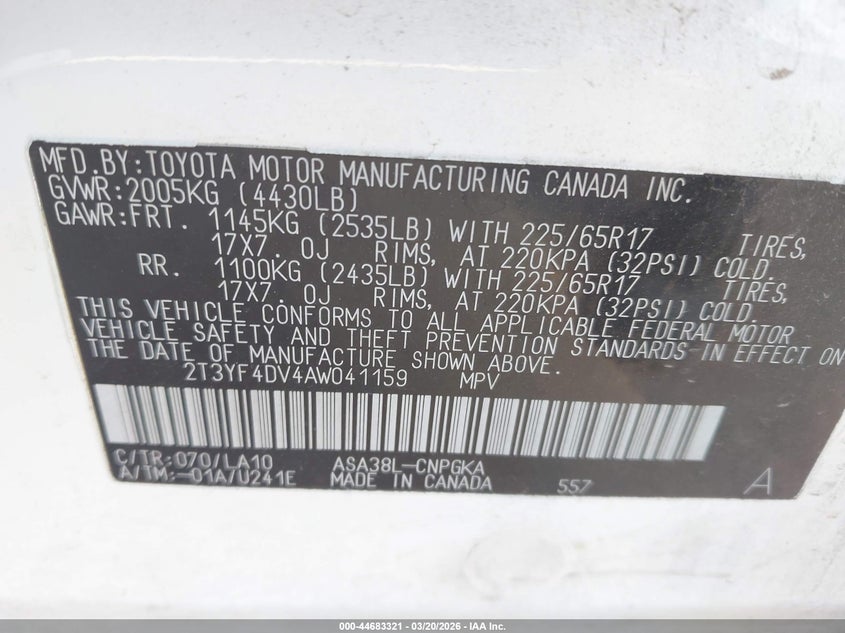 MFD.BY:TOYOTA MOTOR MANUFACTURING CANADA INC.
GVWR:2005KG (4430LB)
GAWR:FRT. 1145KG (2535LB) WITH 225/65R17 TIRES,
17X7. 0J RIMS, AT 220KPA (32PSI) COLD.
RR. 1100KG (2435LB) WITH 225/65R17 TIRES,
17X7. 0J RIMS, AT 220KPA (32PSI) COLD.
THIS VEHICLE CONFORMS TO ALL APPLICABLE FEDERAL MOTOR
VEHICLE SAFETY AND THEFT PREVENTION STANDARDS IN EFFECT ON
THE DATE OF MANUFACTURE SHOWN ABOVE.
2T3YF4DV4AW041159 MPV
C/TR:070/LA10 ASA38L-CNPGKA
A/TM:-01A/U241E MADE IN CANADA 557 A
000-44683321 | 03/20/2026 | IAA Inc.